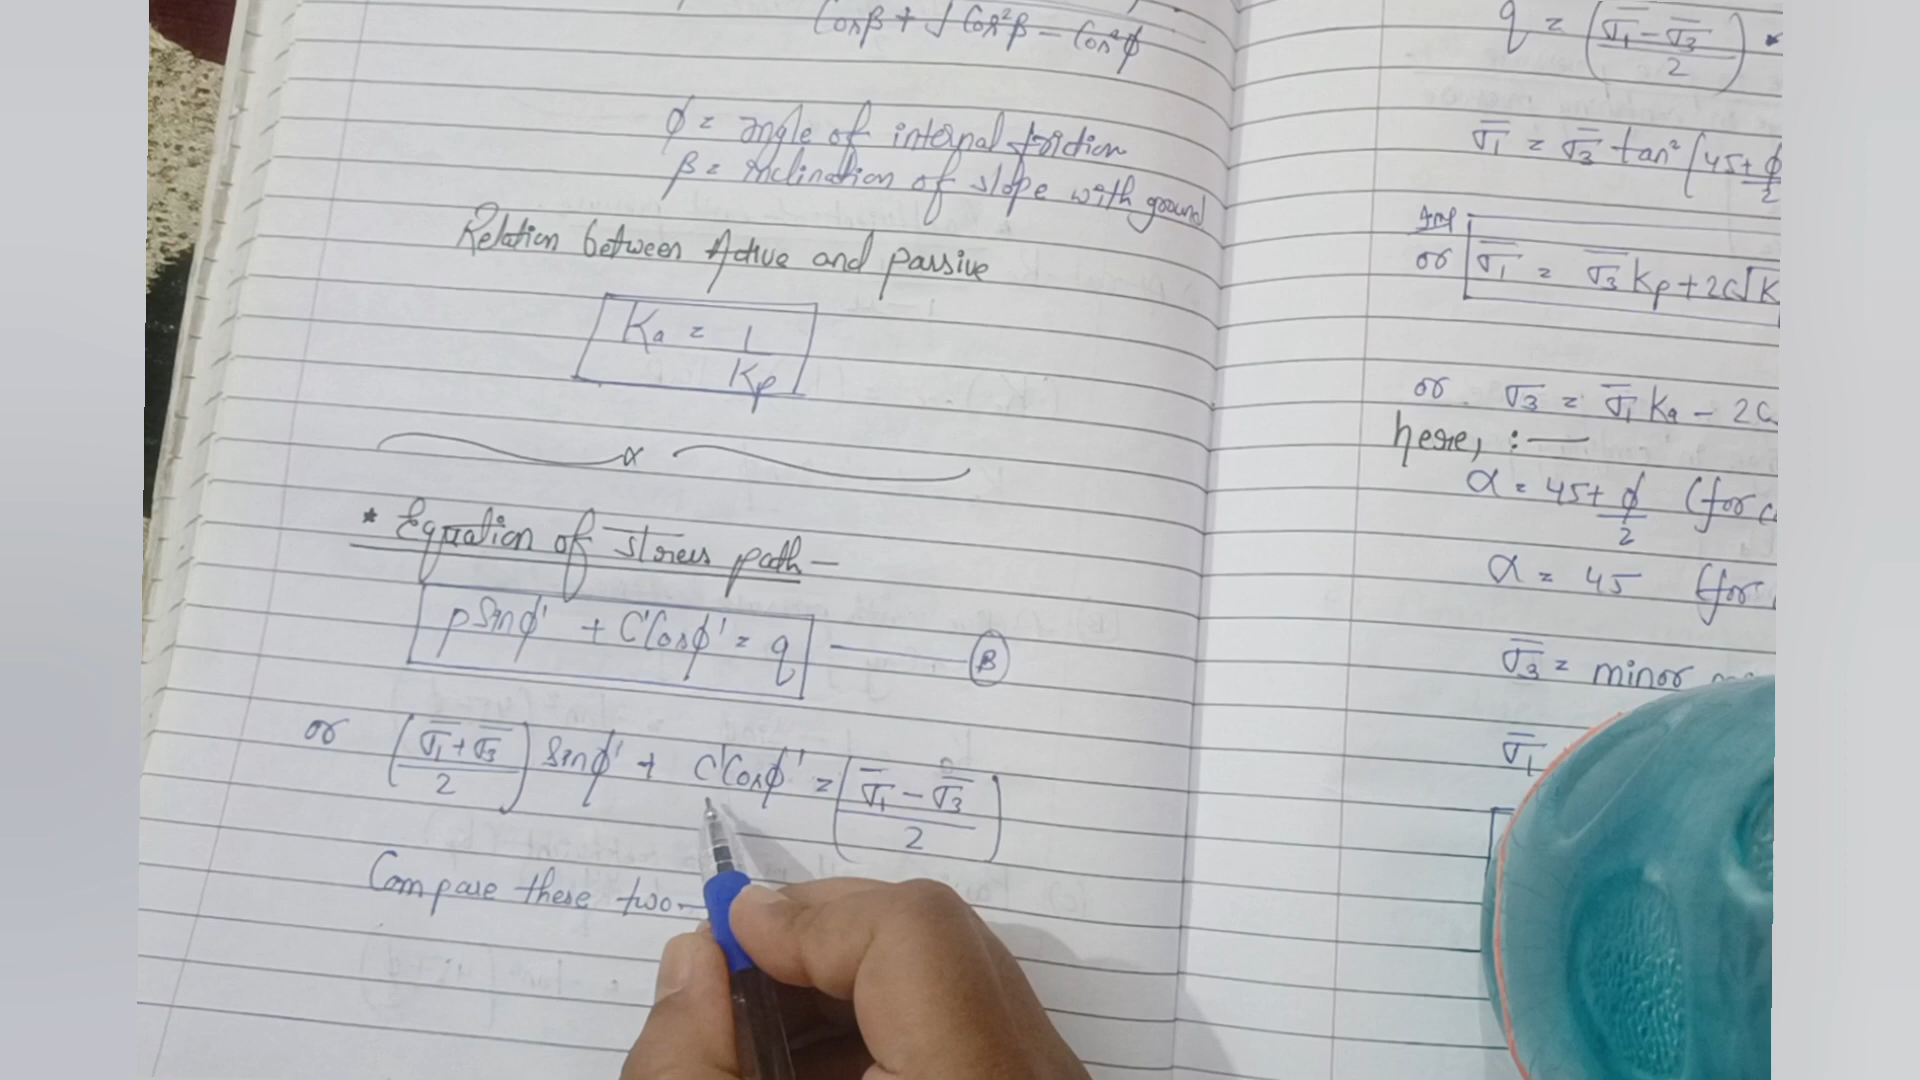 Cosβ + √Cos²β − Cos²ϕ
ϕ = angle of internal friction
β = inclination of slope with ground
Relation between Active and passive
Ka = 1
Kp
α
* Equation of stress path -
p Sinϕ' + C'Cosϕ' = q — B
or (σ̅1 + σ̅3 / 2) Sinϕ' + C'Cosϕ' = (σ̅1 − σ̅3 / 2)
Compare these two
q = (σ̅1 − σ̅3 / 2)
σ̅1 = σ̅3 tan² (45 + ϕ/2
Imp
or σ̅1 = σ̅3 Kp + 2C√K
or σ3 = σ̅1 Ka − 2C
here, :-
α = 45 + ϕ/2 (for
α = 45 (for
σ̅3 = minor
σ̅1